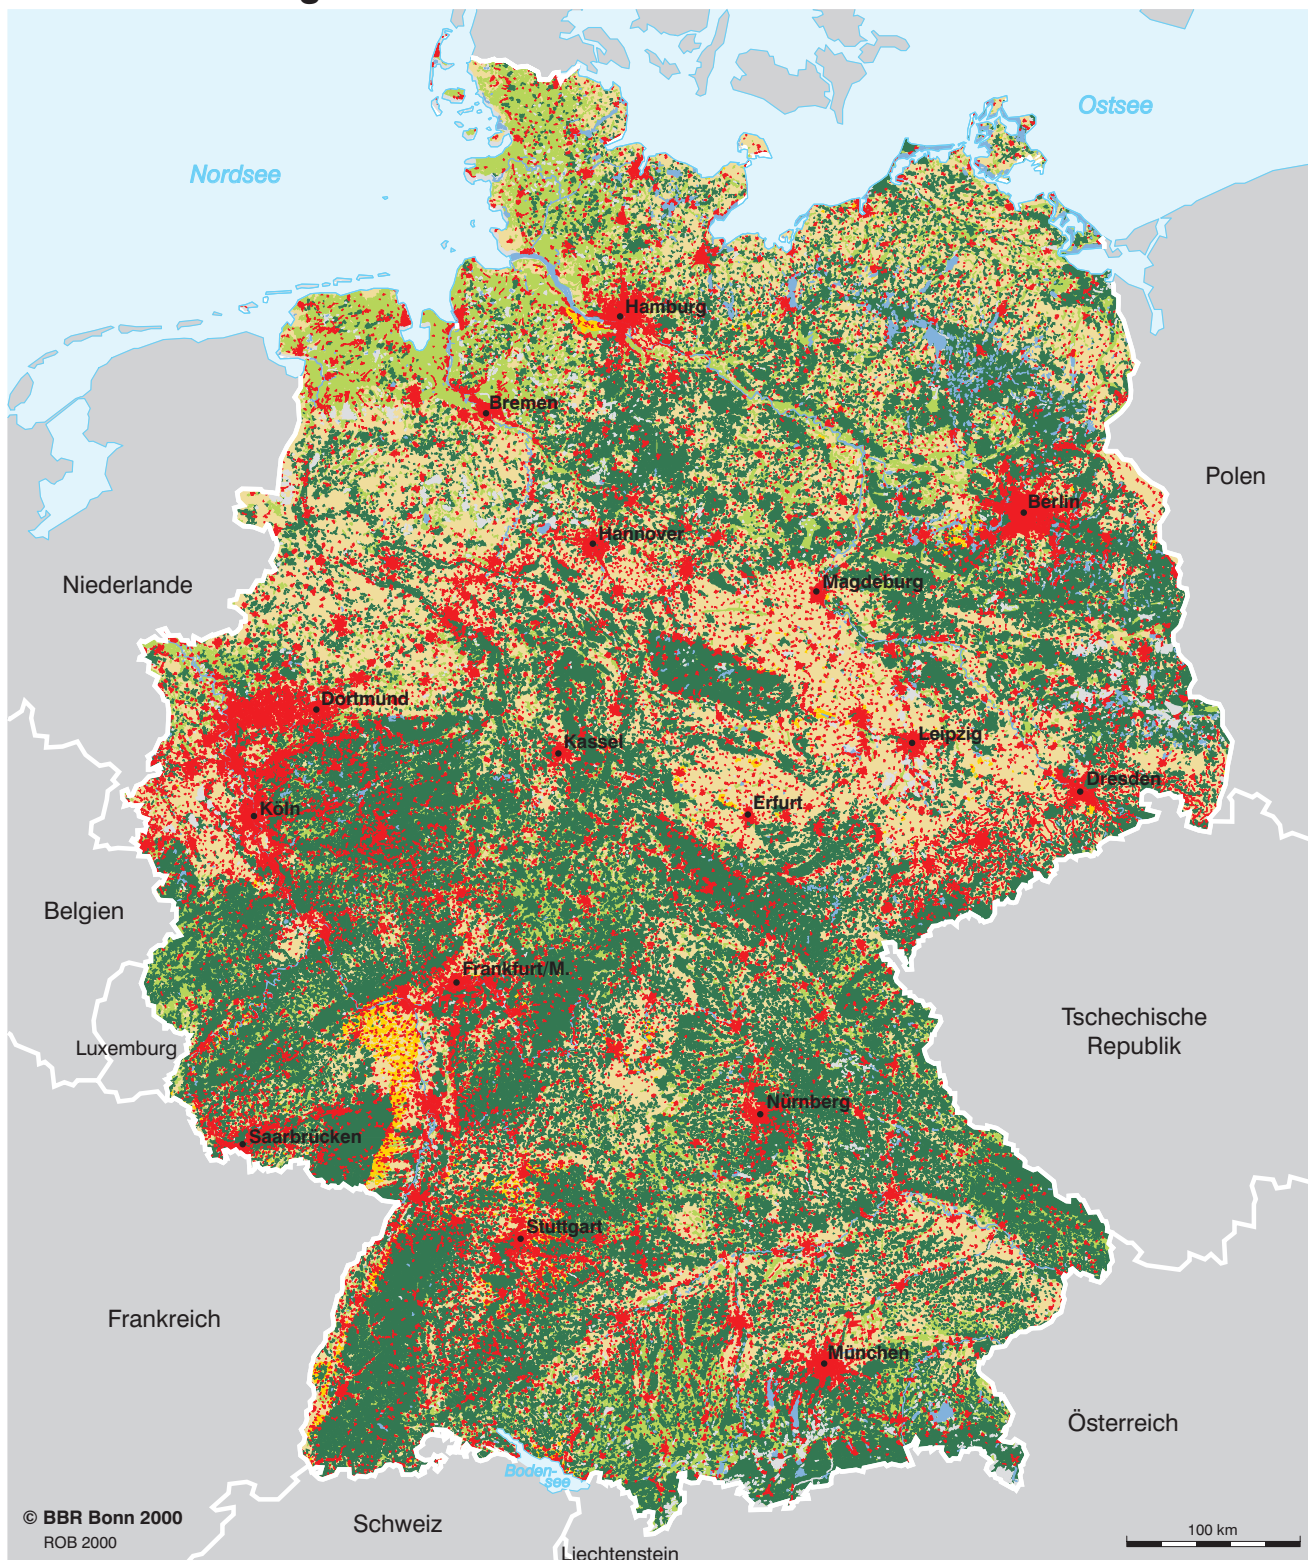 Ostsee
Nordsee
Hamburg
Bremen
Polen
Berlin
Hannover
Niederlande
Magdeburg
Dortmund
Leipzig
Kassel
Dresden
Erfurt
Köln
Belgien
Frankfurt/M.
Tschechische
Republik
Luxemburg
Nürnberg
Saarbrücken
Stuttgart
Frankreich
München
Österreich
Boden-
see
© BBR Bonn 2000
ROB 2000
Schweiz
100 km
Liechtenstein